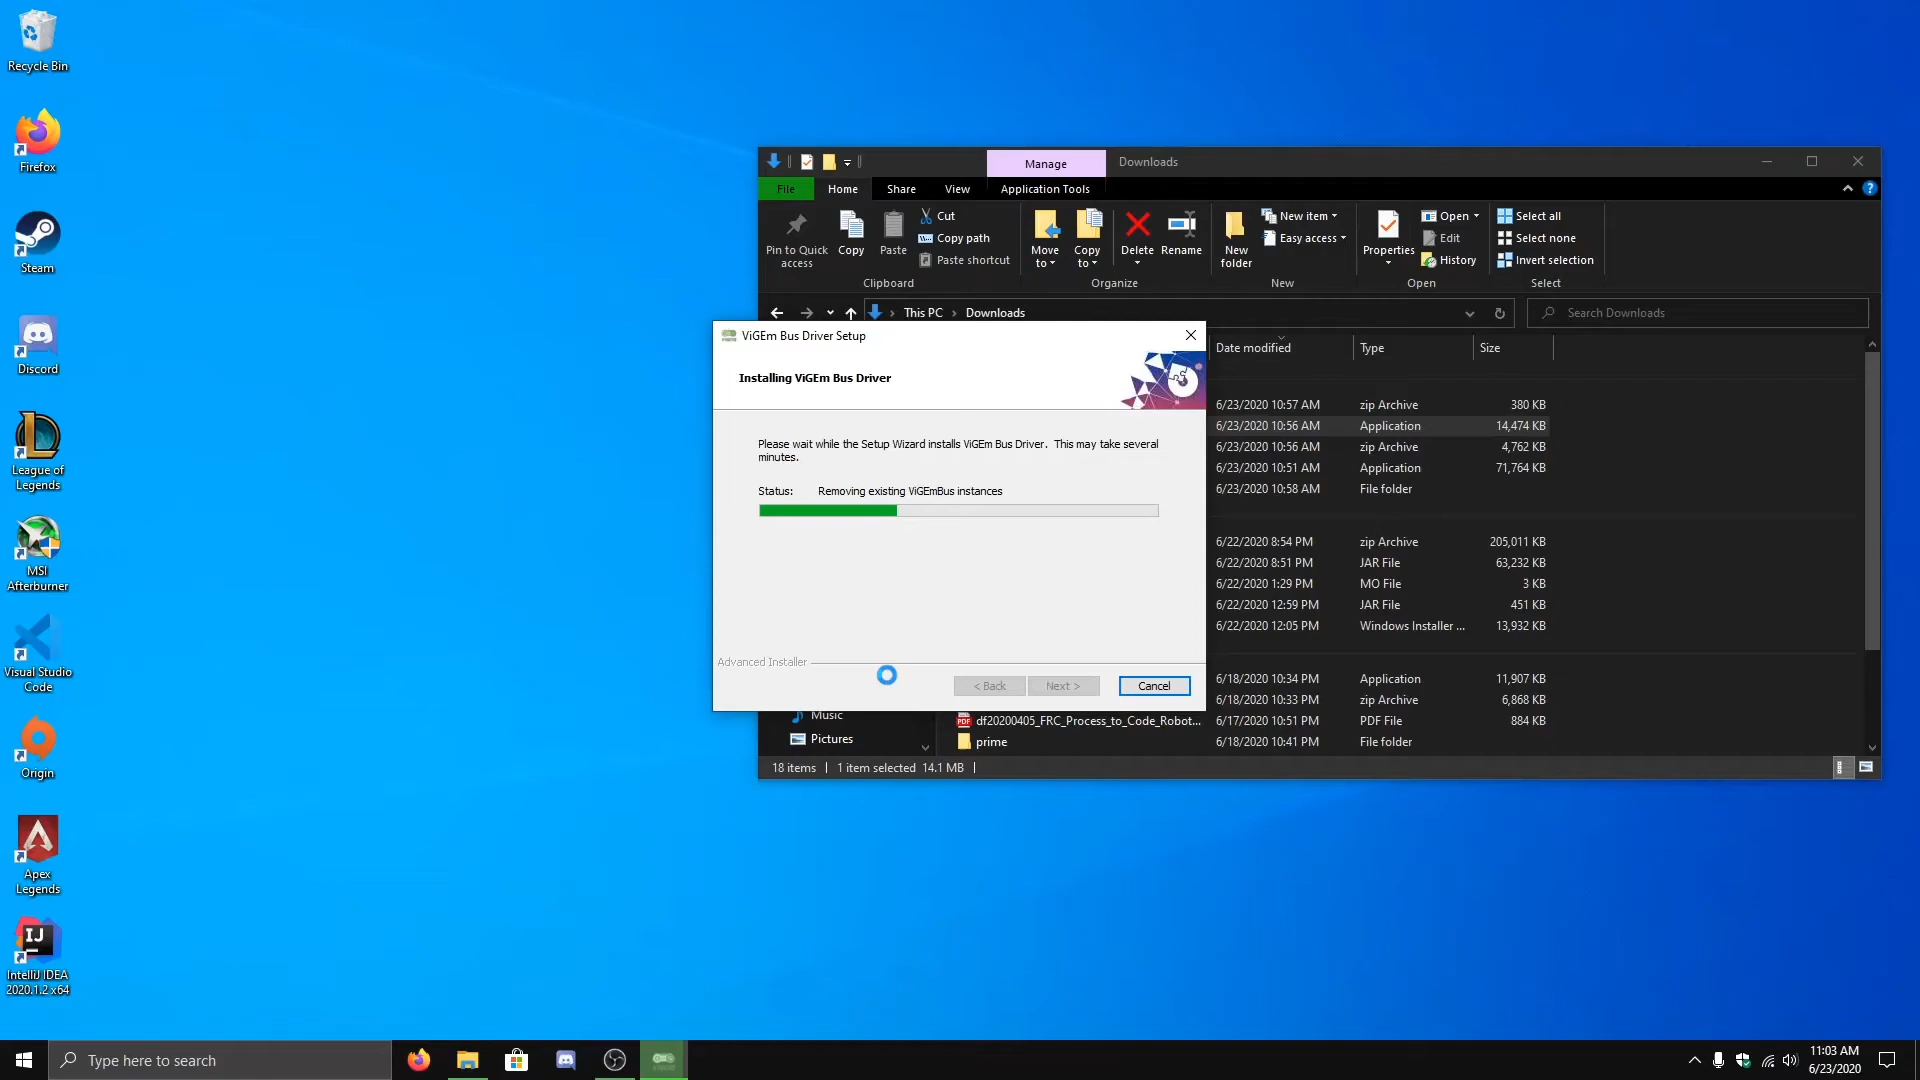 Recycle Bin
Firefox
Steam
Discord
League of
Legends
MSI
Afterburner
Visual Studio
Code
Origin
Apex
Legends
IJ
IntelliJ IDEA
2020.1.2 x64
Manage
Downloads
File
Home
Share
View
Application Tools
Pin to Quick
access
Copy
Paste
Cut
Copy path
Paste shortcut
Clipboard
Move
to
Copy
to
Delete
Rename
Organize
New
folder
New item
Easy access
New
Properties
Open
Edit
History
Open
Select all
Select none
Invert selection
Select
This PC > Downloads
Search Downloads
Date modified
Type
Size
6/23/2020 10:57 AM zip Archive 380 KB
6/23/2020 10:56 AM Application 14,474 KB
6/23/2020 10:56 AM zip Archive 4,762 KB
6/23/2020 10:51 AM Application 71,764 KB
6/23/2020 10:58 AM File folder
6/22/2020 8:54 PM zip Archive 205,011 KB
6/22/2020 8:51 PM JAR File 63,232 KB
6/22/2020 1:29 PM MO File 3 KB
6/22/2020 12:59 PM JAR File 451 KB
6/22/2020 12:05 PM Windows Installer ... 13,932 KB
6/18/2020 10:34 PM Application 11,907 KB
6/18/2020 10:33 PM zip Archive 6,868 KB
PDF df20200405_FRC_Process_to_Code_Robot... 6/17/2020 10:51 PM PDF File 884 KB
prime 6/18/2020 10:41 PM File folder
Music
Pictures
18 items
1 item selected 14.1 MB
ViGEm Bus Driver Setup
Installing ViGEm Bus Driver
Please wait while the Setup Wizard installs ViGEm Bus Driver. This may take several
minutes.
Status: Removing existing ViGEmBus instances
Advanced Installer
< Back
Next >
Cancel
Type here to search
11:03 AM
6/23/2020